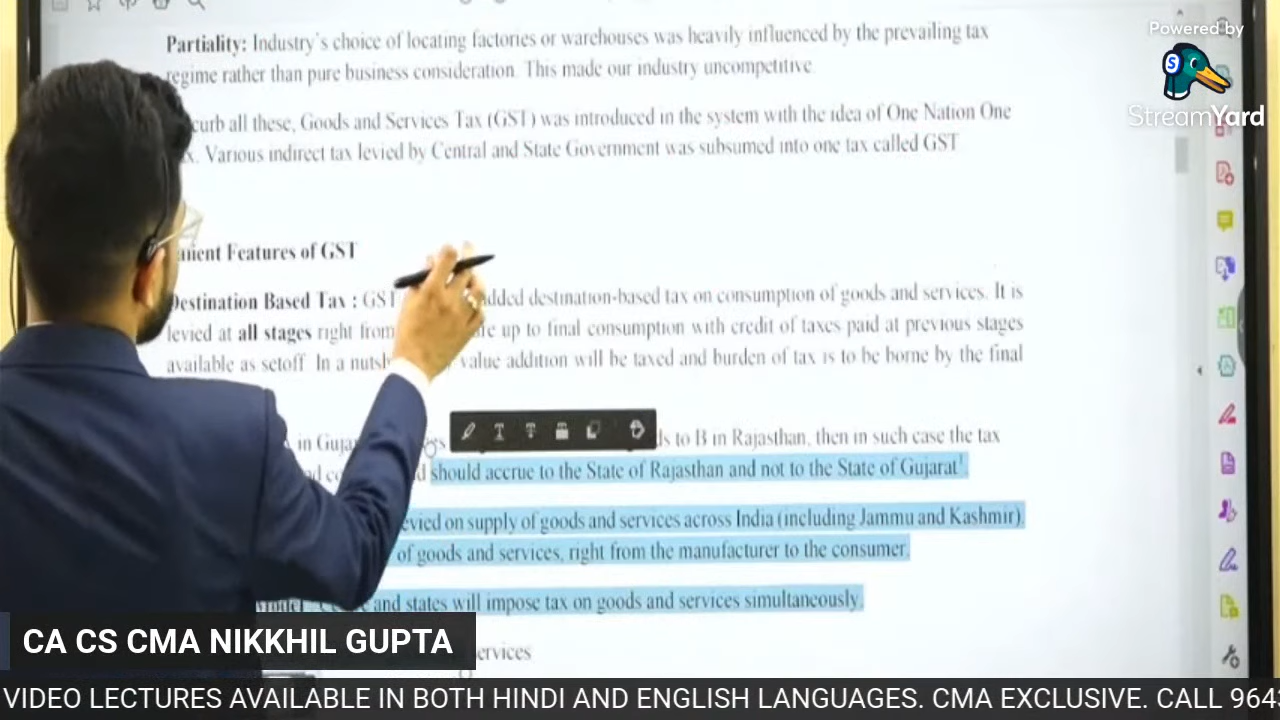 Powered by
StreamYard
Partiality: Industry's choice of locating factories or warehouses was heavily influenced by the prevailing tax
regime rather than pure business consideration. This made our industry uncompetitive.
curb all these, Goods and Services Tax (GST) was introduced in the system with the idea of One Nation One
x. Various indirect tax levied by Central and State Government was subsumed into one tax called GST
Features of GST
Destination Based Tax : GST added destination-based tax on consumption of goods and services. It is
levied at all stages right from up to final consumption with credit of taxes paid at previous stages
available as setoff In a value addition will be taxed and burden of tax is to be borne by the final
in to B in Rajasthan, then in such case the tax
should accrue to the State of Rajasthan and not to the State of Gujarat'.
on supply of goods and services across India (including Jammu and Kashmir)
of goods and services, right from the manufacturer to the consumer.
and states will impose tax on goods and services simultaneously.
CA CS CMA NIKKHIL GUPTA
VIDEO LECTURES AVAILABLE IN BOTH HINDI AND ENGLISH LANGUAGES. CMA EXCLUSIVE. CALL 964